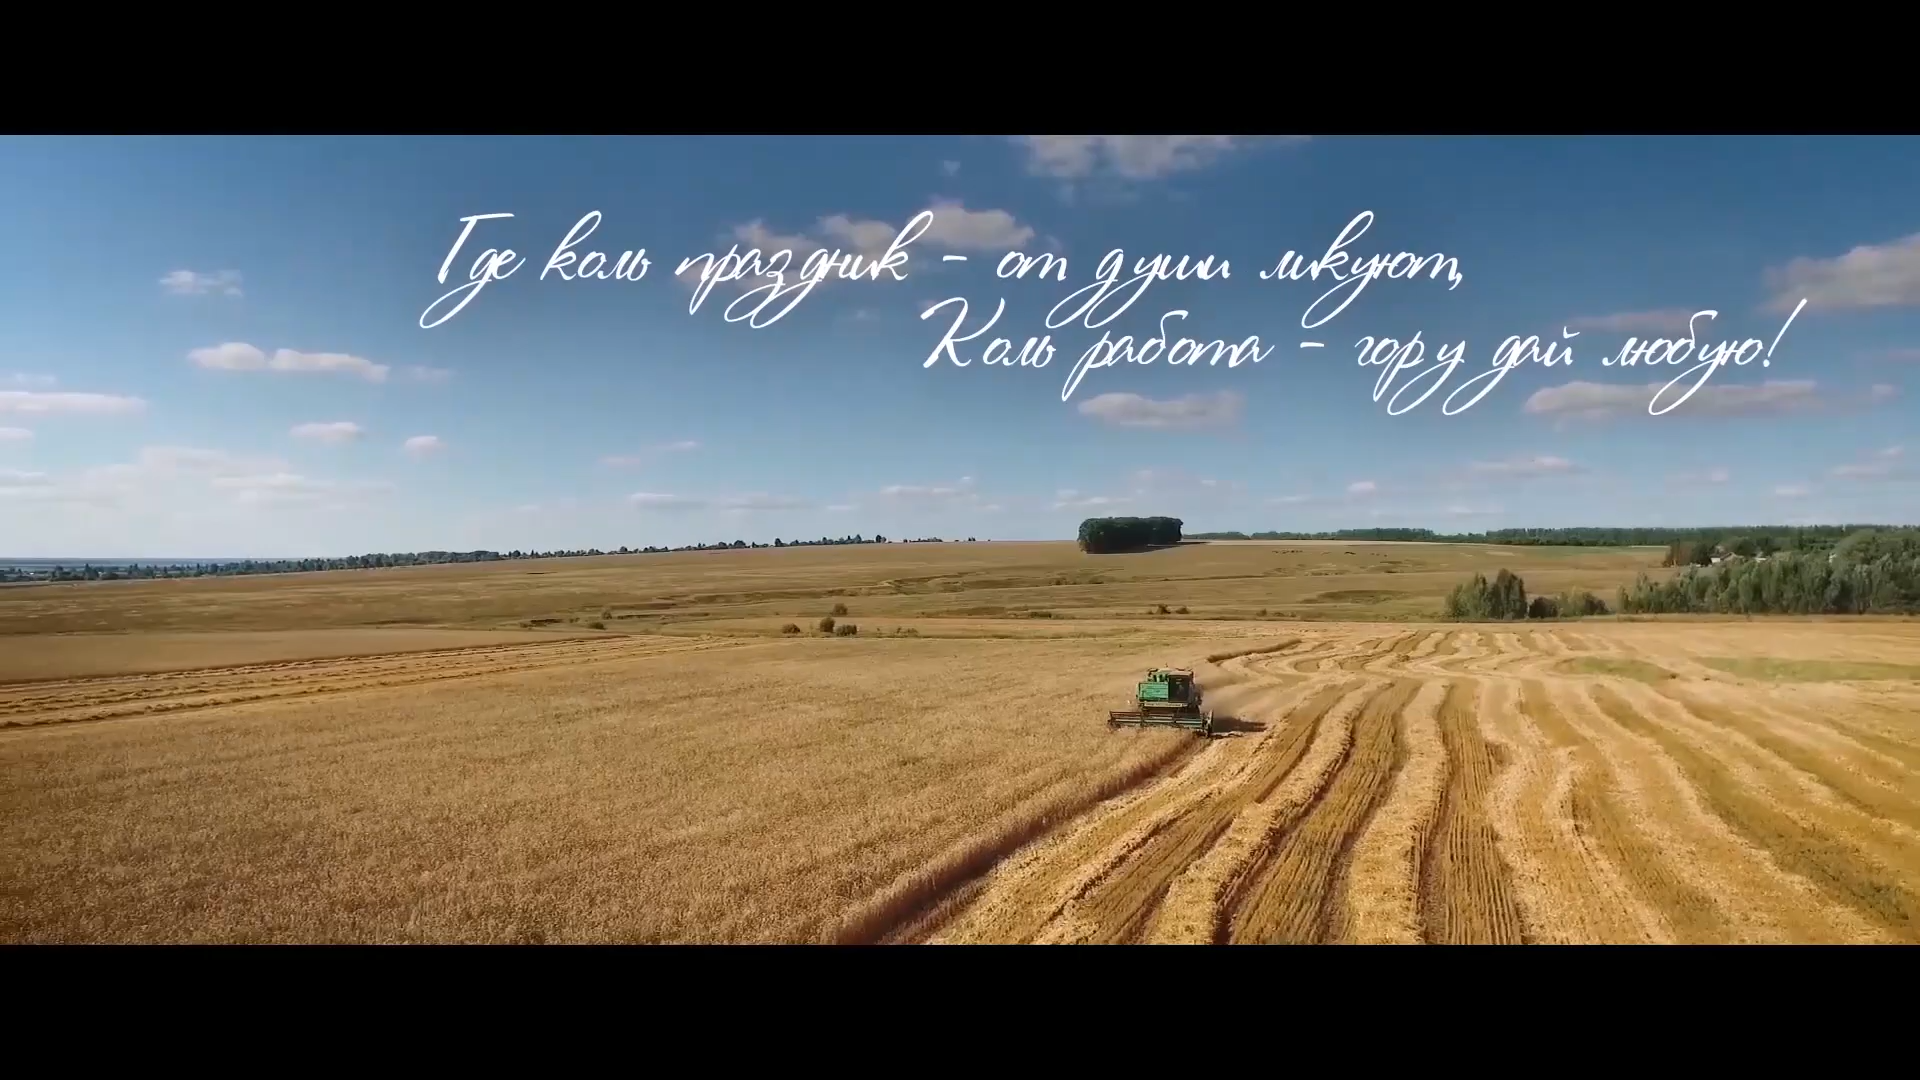 Где коль праздник - от души ликуют,
Коль работа - гору дай любую!